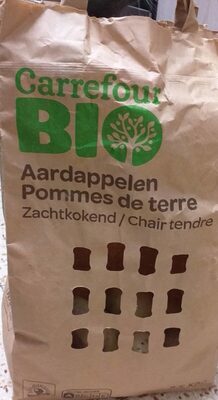 Carrefour
BIO
Aardappelen
Pommes de terre
Zachtkokend / Chair tendre